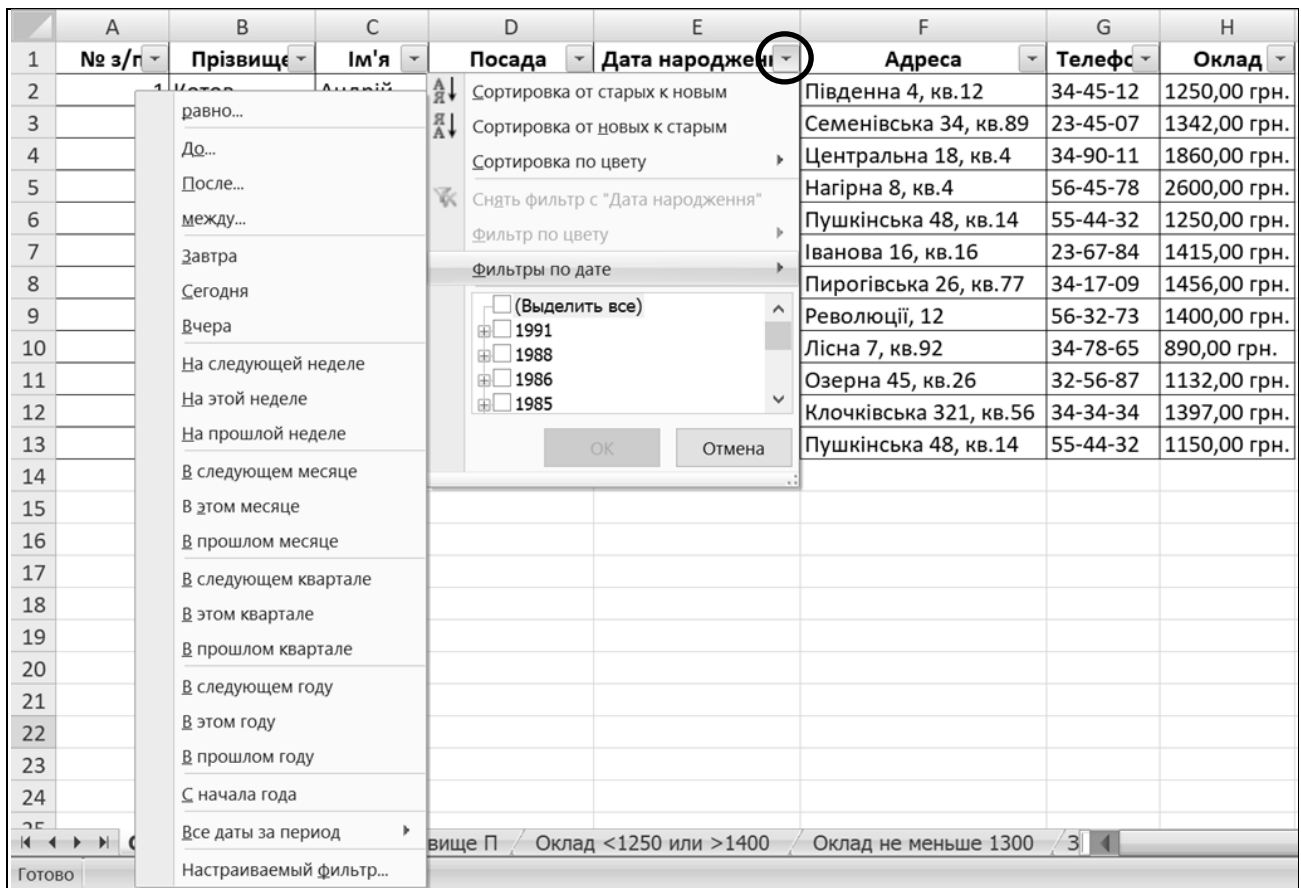 A B C D E F G H
1 № з/п Прізвище Ім'я Посада Дата народжен Адреса Телефо Оклад
2 1 Котов Андрій Південна 4, кв.12 34-45-12 1250,00 грн.
3 Семенівська 34, кв.89 23-45-07 1342,00 грн.
4 Центральна 18, кв.4 34-90-11 1860,00 грн.
5 Нагірна 8, кв.4 56-45-78 2600,00 грн.
6 Пушкінська 48, кв.14 55-44-32 1250,00 грн.
7 Іванова 16, кв.16 23-67-84 1415,00 грн.
8 Пирогівська 26, кв.77 34-17-09 1456,00 грн.
9 Революції, 12 56-32-73 1400,00 грн.
10 Лісна 7, кв.92 34-78-65 890,00 грн.
11 Озерна 45, кв.26 32-56-87 1132,00 грн.
12 Клочківська 321, кв.56 34-34-34 1397,00 грн.
13 Пушкінська 48, кв.14 55-44-32 1150,00 грн.
14
15
16
17
18
19
20
21
22
23
24
25
равно...
До...
После...
между...
Завтра
Сегодня
Вчера
На следующей неделе
На этой неделе
На прошлой неделе
В следующем месяце
В этом месяце
В прошлом месяце
В следующем квартале
В этом квартале
В прошлом квартале
В следующем году
В этом году
В прошлом году
С начала года
Все даты за период
Настраиваемый фильтр...
Сортировка от старых к новым
Сортировка от новых к старым
Сортировка по цвету
Снять фильтр с "Дата народження"
Фильтр по цвету
Фильтры по дате
(Выделить все)
1991
1988
1986
1985
ОК Отмена
вище П Оклад <1250 или >1400 Оклад не меньше 1300 З
Готово